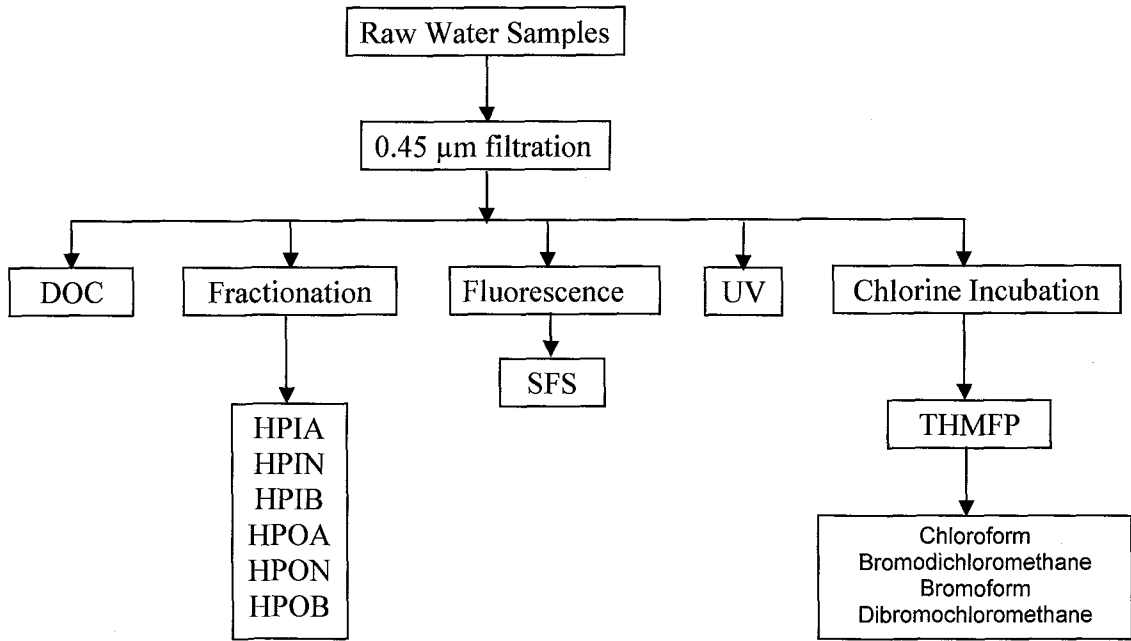 Raw Water Samples
0.45 µm filtration
DOC
Fractionation
Fluorescence
UV
Chlorine Incubation
SFS
HPIA
HPIN
HPIB
HPOA
HPON
HPOB
THMFP
Chloroform
Bromodichloromethane
Bromoform
Dibromochloromethane